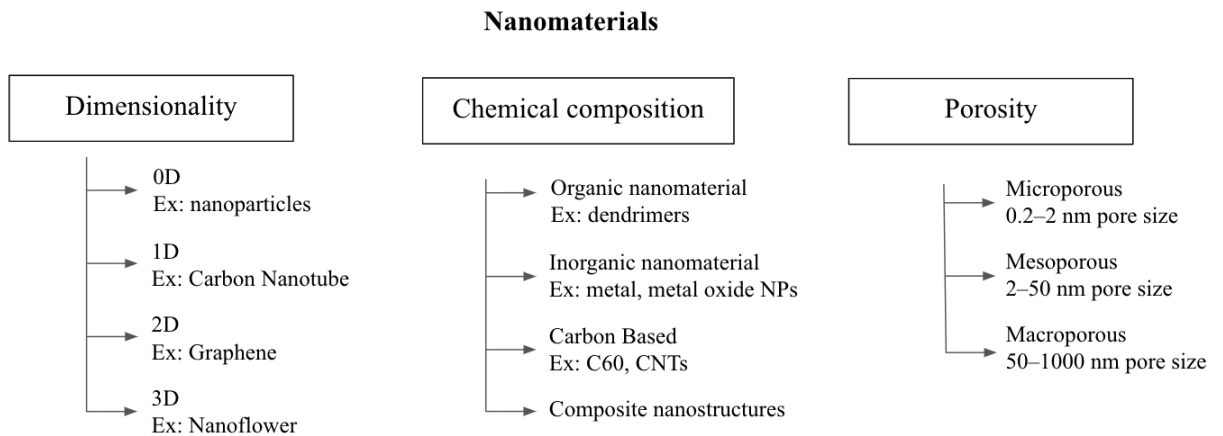 Nanomaterials
Dimensionality
0D
Ex: nanoparticles
1D
Ex: Carbon Nanotube
2D
Ex: Graphene
3D
Ex: Nanoflower
Chemical composition
Organic nanomaterial
Ex: dendrimers
Inorganic nanomaterial
Ex: metal, metal oxide NPs
Carbon Based
Ex: C60, CNTs
Composite nanostructures
Porosity
Microporous
0.2–2 nm pore size
Mesoporous
2–50 nm pore size
Macroporous
50–1000 nm pore size